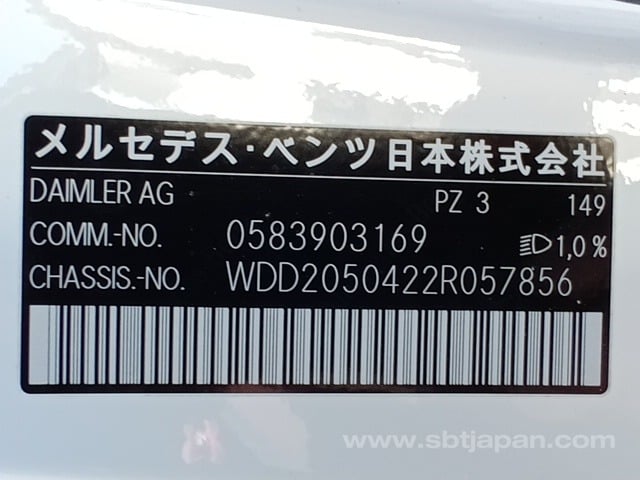 メルセデス・ベンツ日本株式会社
DAIMLER AG PZ 3 149
COMM.-NO. 0583903169 1,0%
CHASSIS.-NO. WDD2050422R057856
www.sbtjapan.com